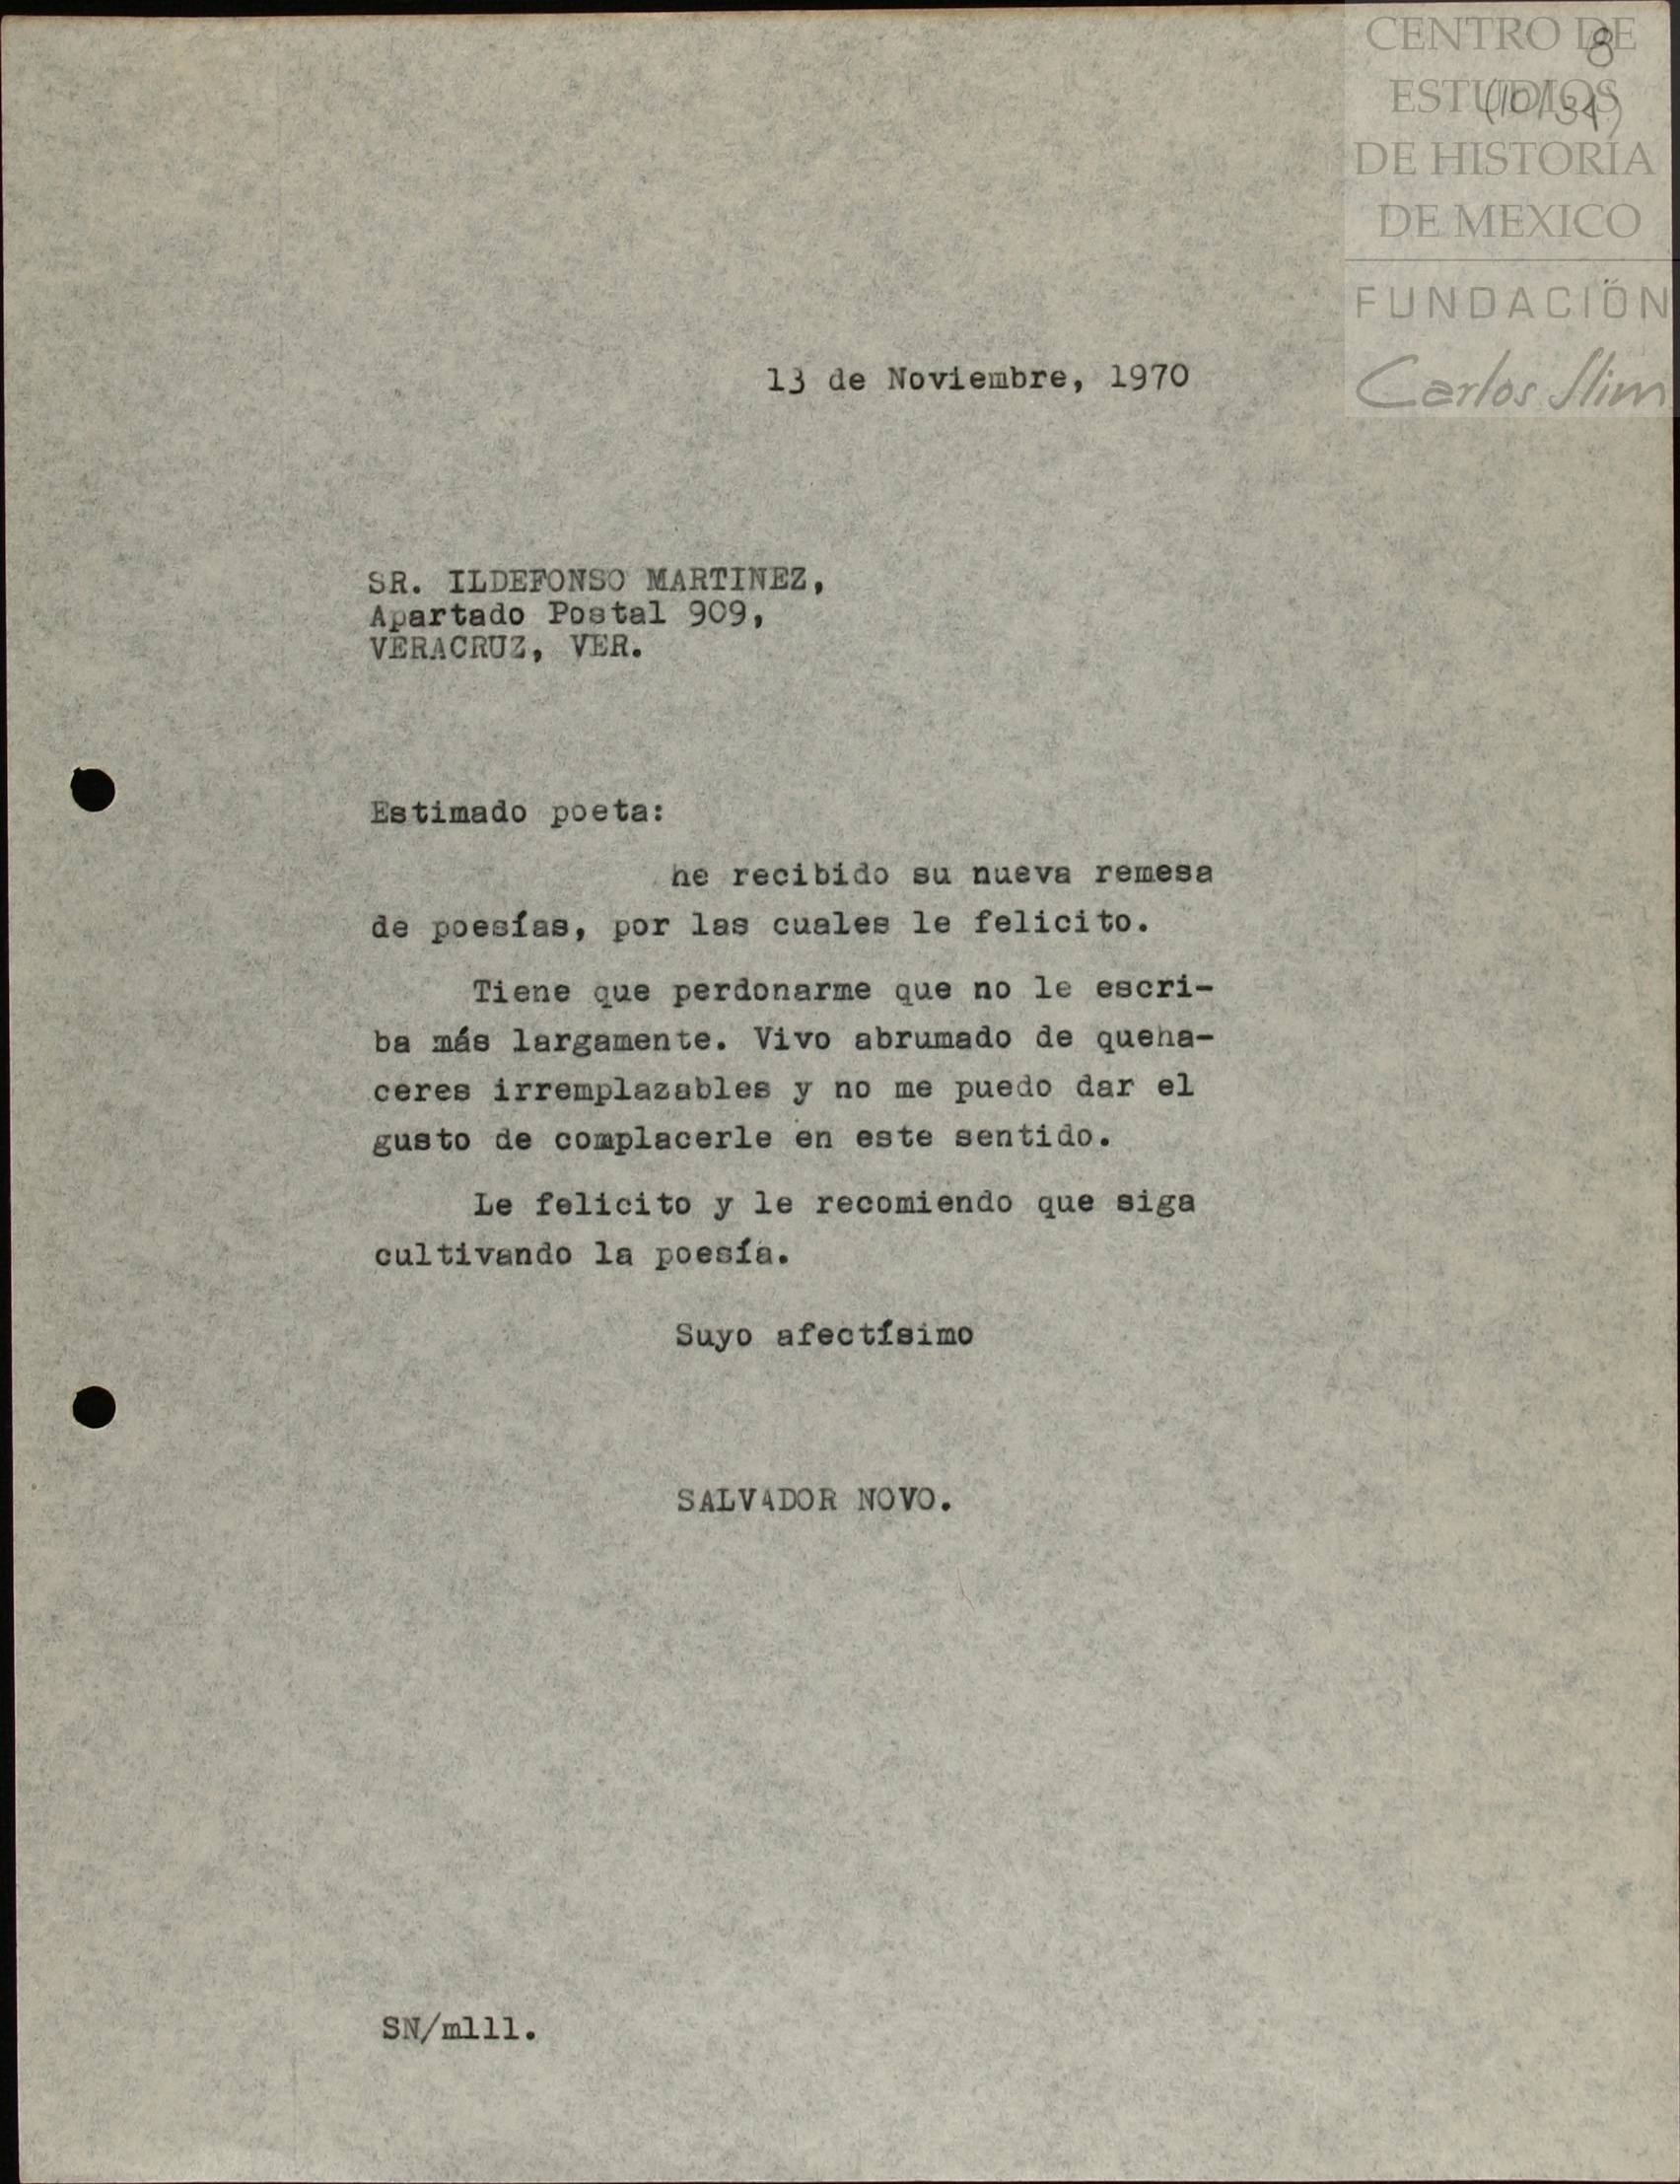 CENTRO DE
8
ESTUDIOS
(10/34)
DE HISTORIA
DE MEXICO
FUNDACIÓN
Carlos Slim
13 de Noviembre, 1970
SR. ILDEFONSO MARTINEZ,
Apartado Postal 909,
VERACRUZ, VER.
Estimado poeta:
he recibido su nueva remesa
de poesías, por las cuales le felicito.
Tiene que perdonarme que no le escri-
ba más largamente. Vivo abrumado de queha-
ceres irremplazables y no me puedo dar el
gusto de complacerle en este sentido.
Le felicito y le recomiendo que siga
cultivando la poesía.
Suyo afectísimo
SALVADOR NOVO.
SN/mlll.